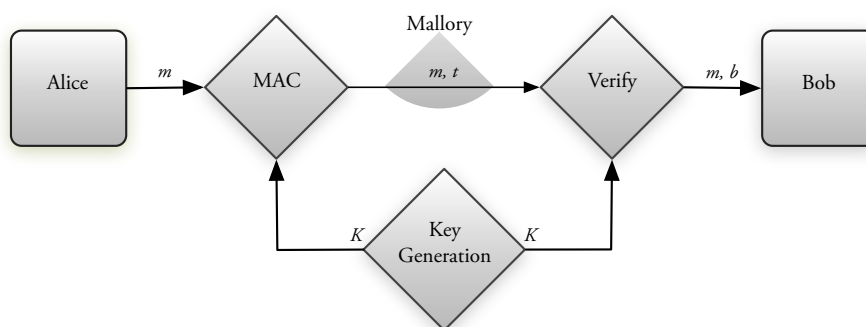 Mallory
Alice
m
MAC
m, t
Verify
m, b
Bob
K
Key
Generation
K